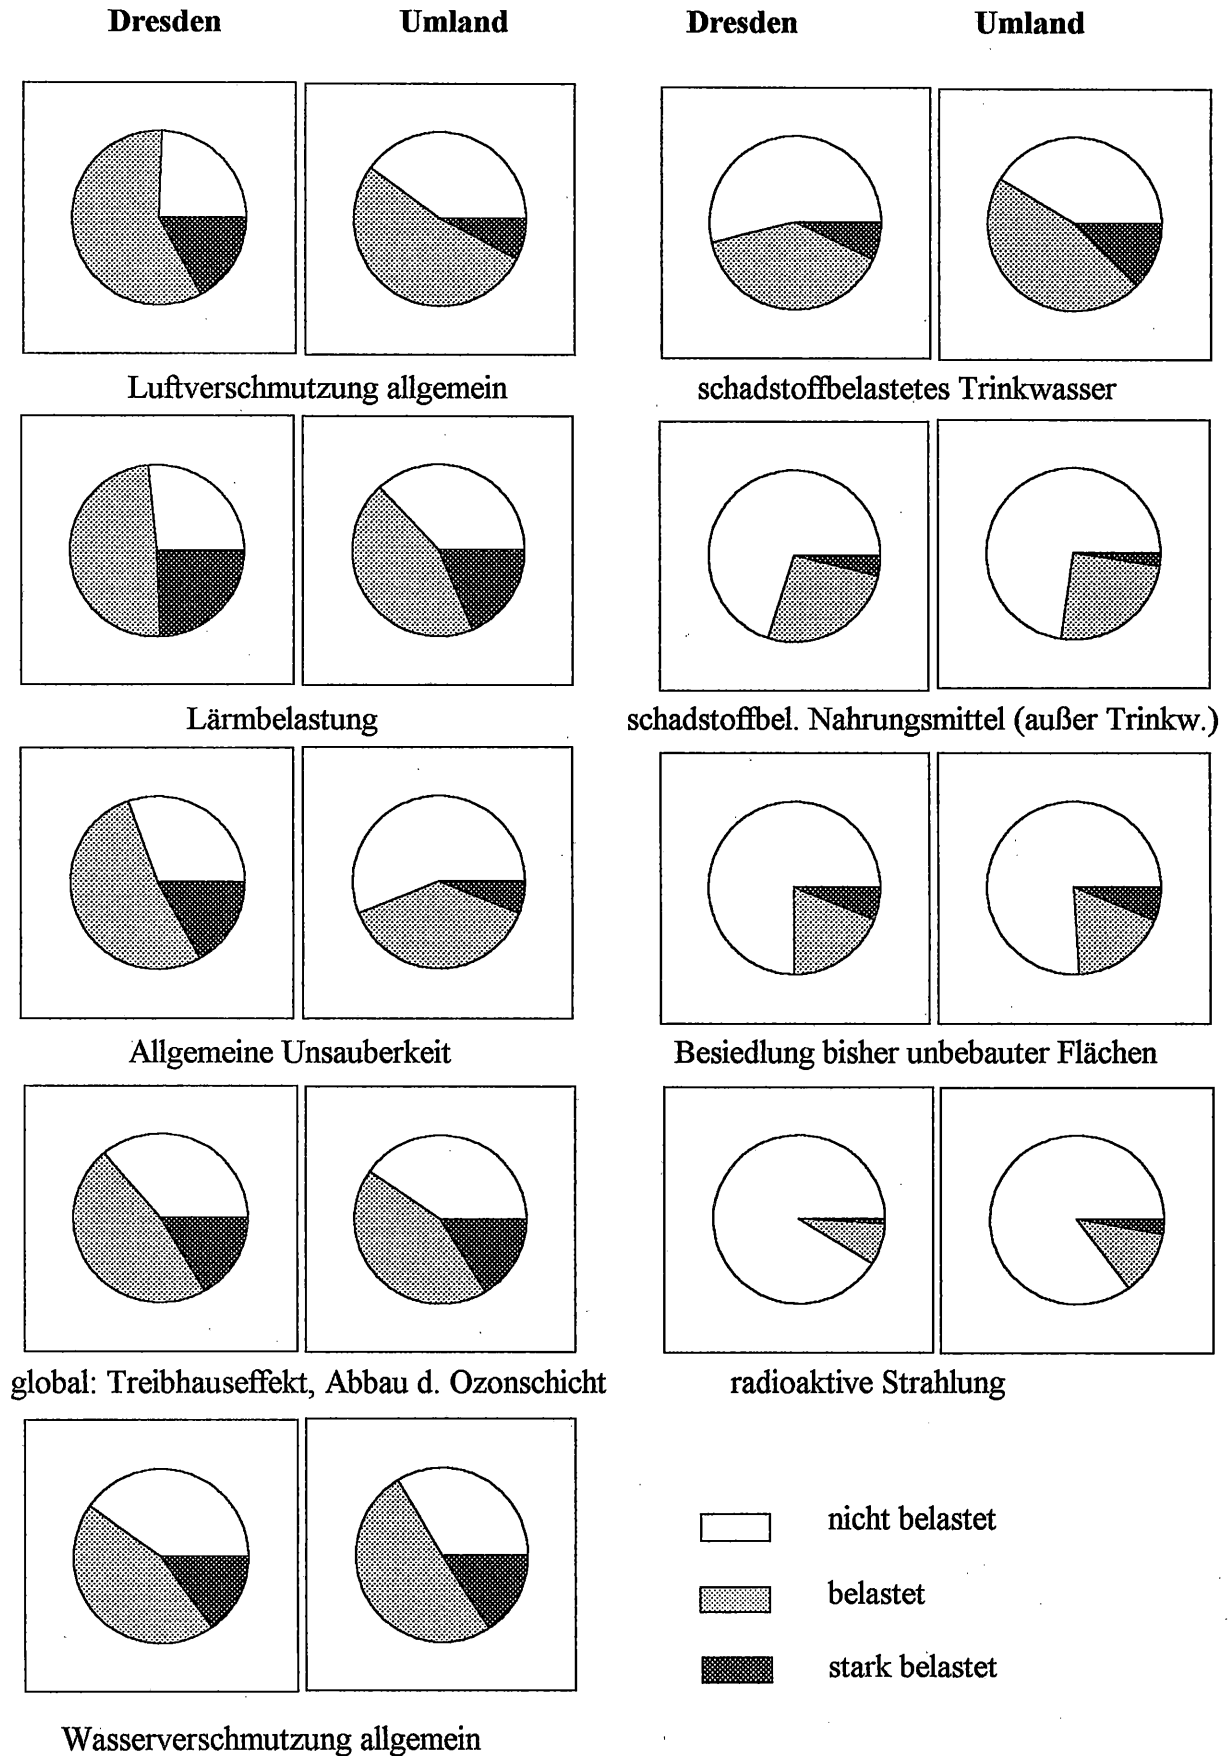 Dresden Umland Dresden Umland
Luftverschmutzung allgemein
schadstoffbelastetes Trinkwasser
Lärmbelastung
schadstoffbel. Nahrungsmittel (außer Trinkw.)
Allgemeine Unsauberkeit
Besiedlung bisher unbebauter Flächen
global: Treibhauseffekt, Abbau d. Ozonschicht
radioaktive Strahlung
nicht belastet
belastet
stark belastet
Wasserverschmutzung allgemein